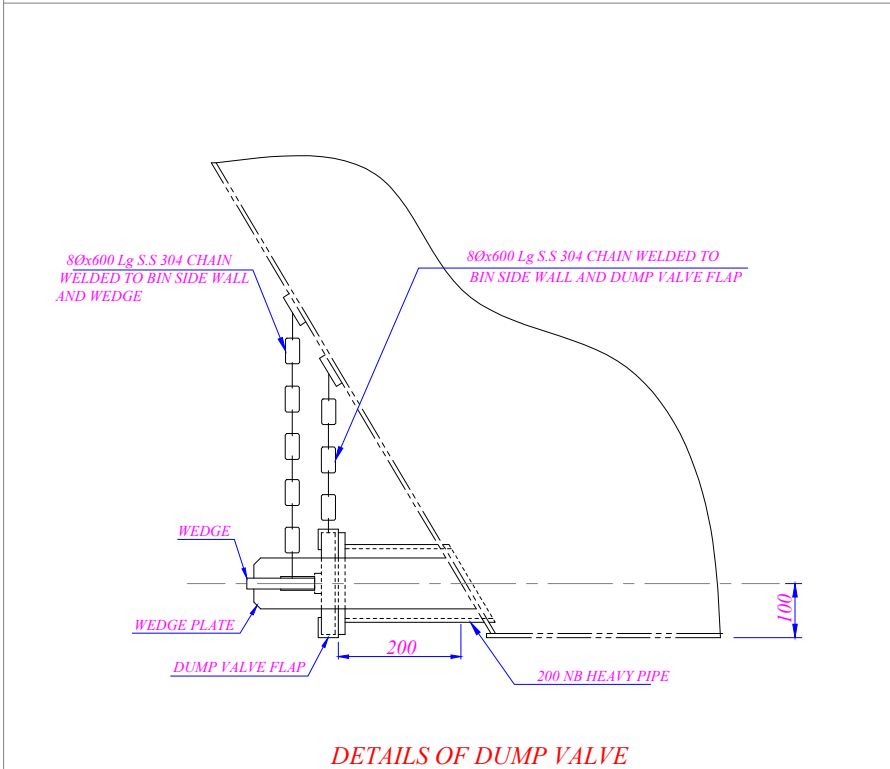 8Øx600 Lg S.S 304 CHAIN
WELDED TO BIN SIDE WALL
AND WEDGE
8Øx600 Lg S.S 304 CHAIN WELDED TO
BIN SIDE WALL AND DUMP VALVE FLAP
WEDGE
WEDGE PLATE
DUMP VALVE FLAP
200
200 NB HEAVY PIPE
100
DETAILS OF DUMP VALVE